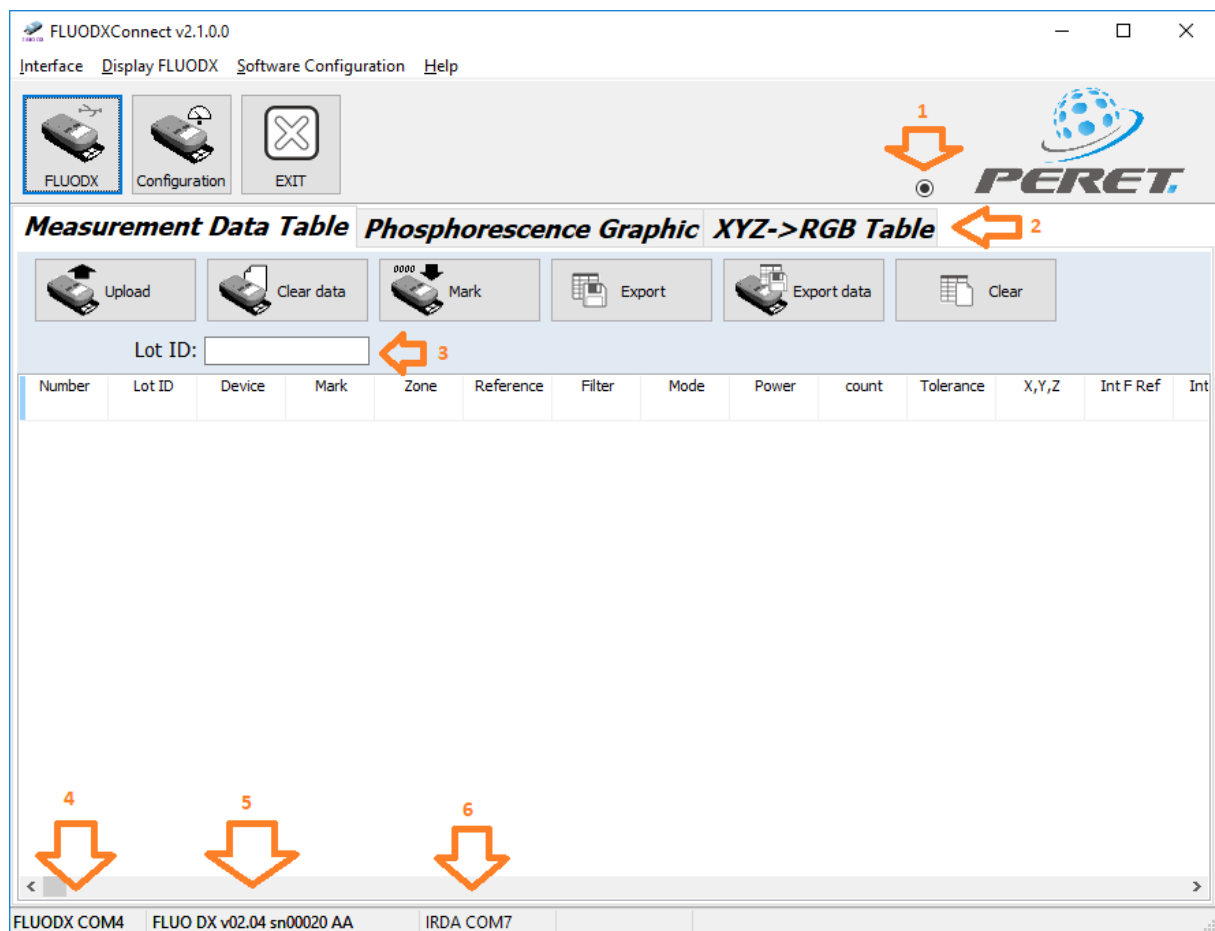 FLUODXConnect v2.1.0.0
Interface Display FLUODX Software Configuration Help
FLUODX Configuration EXIT
1
PERET
Measurement Data Table Phosphorescence Graphic XYZ->RGB Table 2
Upload Clear data 0000 Mark Export Export data Clear
Lot ID: 3
Number Lot ID Device Mark Zone Reference Filter Mode Power count Tolerance X,Y,Z Int F Ref Int
4 5 6
FLUODX COM4 FLUO DX v02.04 sn00020 AA IRDA COM7